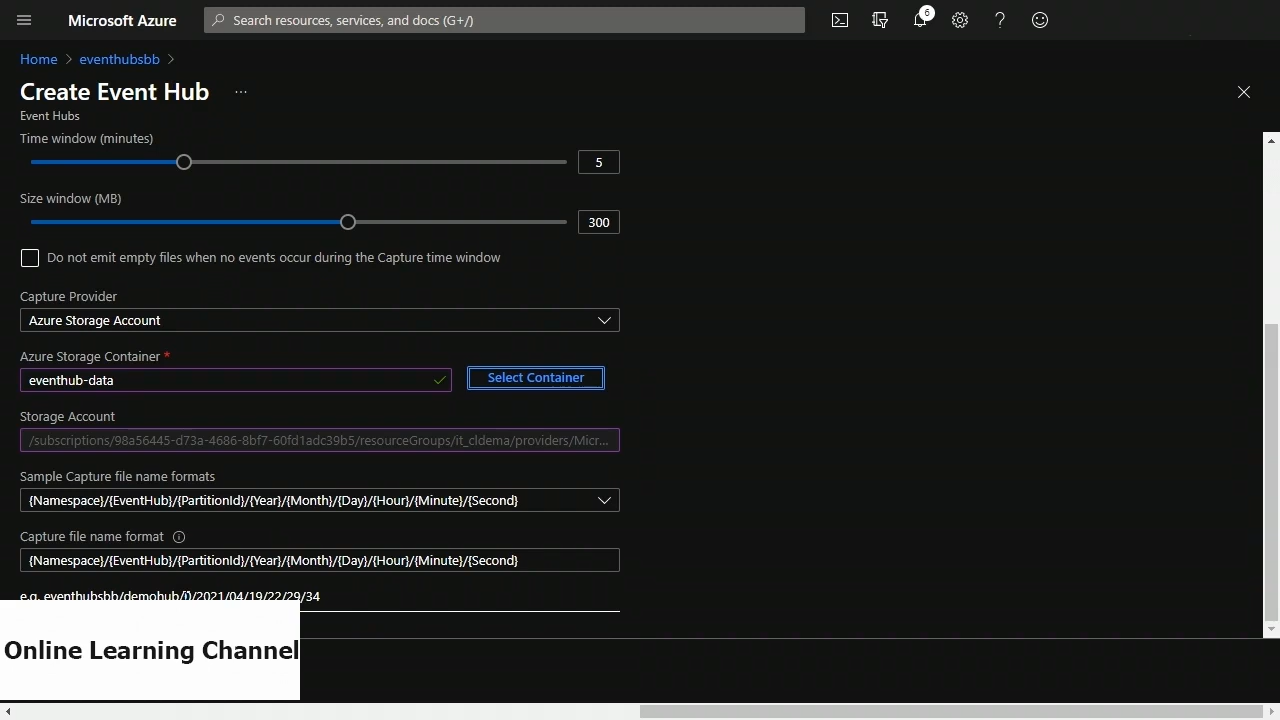 Microsoft Azure
Search resources, services, and docs (G+/)
6
Home > eventhubsbb >
Create Event Hub ...
Event Hubs
Time window (minutes)
5
Size window (MB)
300
Do not emit empty files when no events occur during the Capture time window
Capture Provider
Azure Storage Account
Azure Storage Container *
eventhub-data
Select Container
Storage Account
/subscriptions/98a56445-d73a-4686-8bf7-60fd1adc39b5/resourceGroups/it_cldema/providers/Micr...
Sample Capture file name formats
{Namespace}/{EventHub}/{PartitionId}/{Year}/{Month}/{Day}/{Hour}/{Minute}/{Second}
Capture file name format
{Namespace}/{EventHub}/{PartitionId}/{Year}/{Month}/{Day}/{Hour}/{Minute}/{Second}
e.g. eventhubsbb/demohub/0/2021/04/19/22/29/34
Online Learning Channel